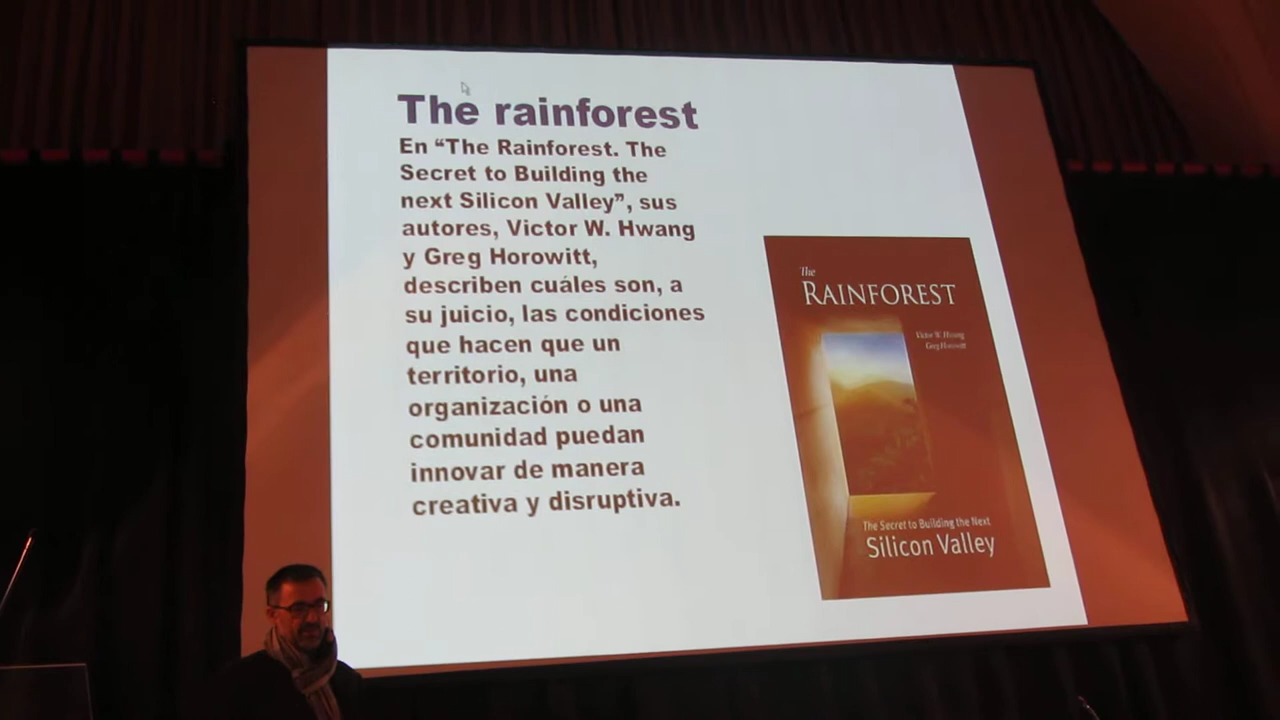 The rainforest
En “The Rainforest. The
Secret to Building the
next Silicon Valley”, sus
autores, Victor W. Hwang
y Greg Horowitt,
describen cuáles son, a
su juicio, las condiciones
que hacen que un
territorio, una
organización o una
comunidad puedan
innovar de manera
creativa y disruptiva.
The
RAINFOREST
Victor W. Hwang
Greg Horowitt
The Secret to Building the Next
Silicon Valley